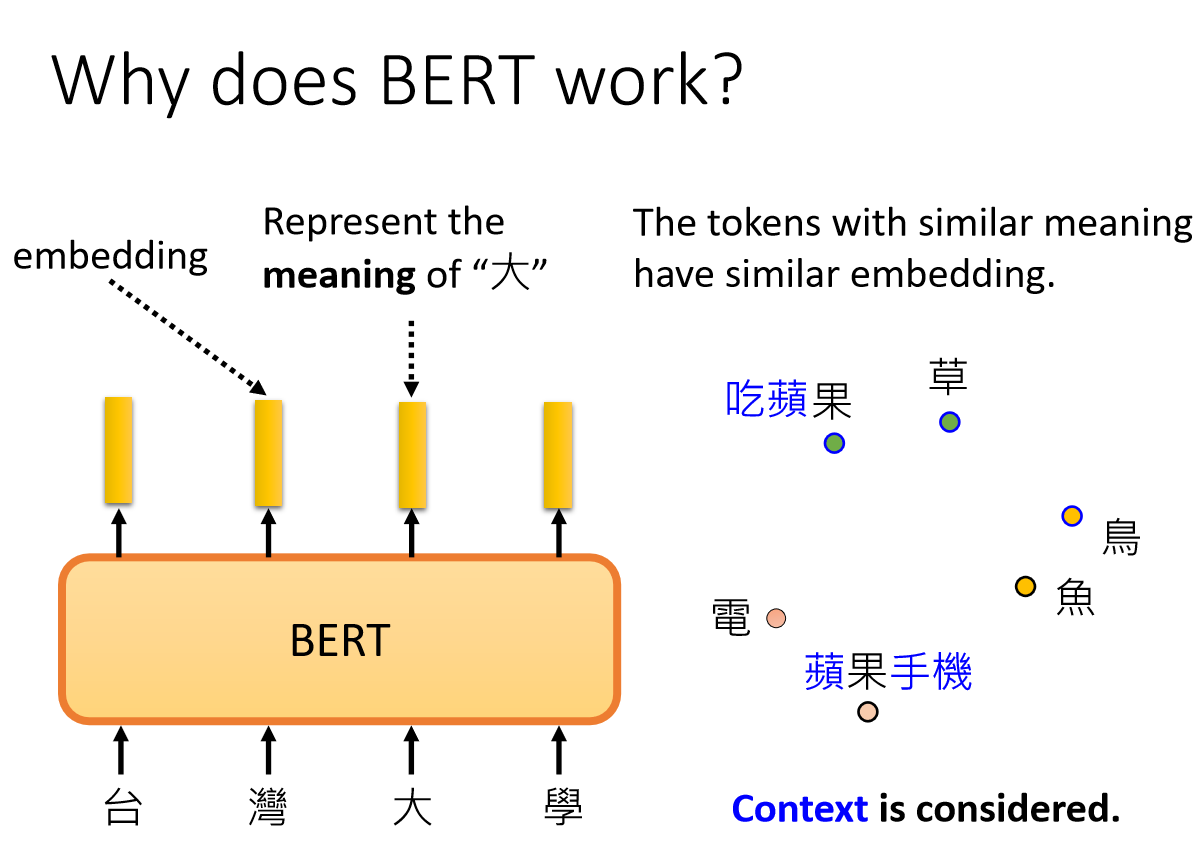 Why does BERT work?
embedding
Represent the
meaning of “大”
The tokens with similar meaning
have similar embedding.
吃蘋果
草
鳥
魚
電
蘋果手機
BERT
台 灣 大 學
Context is considered.